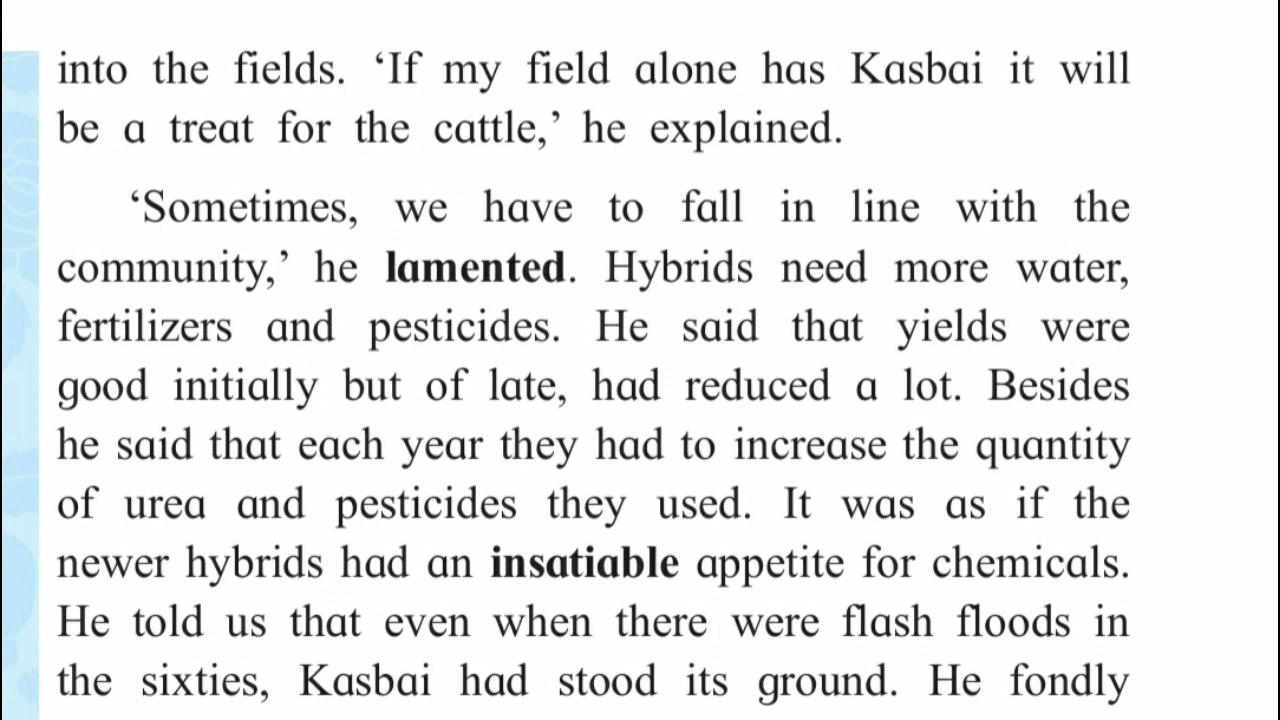 into the fields. ‘If my field alone has Kasbai it will
be a treat for the cattle,’ he explained.
‘Sometimes, we have to fall in line with the
community,’ he lamented. Hybrids need more water,
fertilizers and pesticides. He said that yields were
good initially but of late, had reduced a lot. Besides
he said that each year they had to increase the quantity
of urea and pesticides they used. It was as if the
newer hybrids had an insatiable appetite for chemicals.
He told us that even when there were flash floods in
the sixties, Kasbai had stood its ground. He fondly